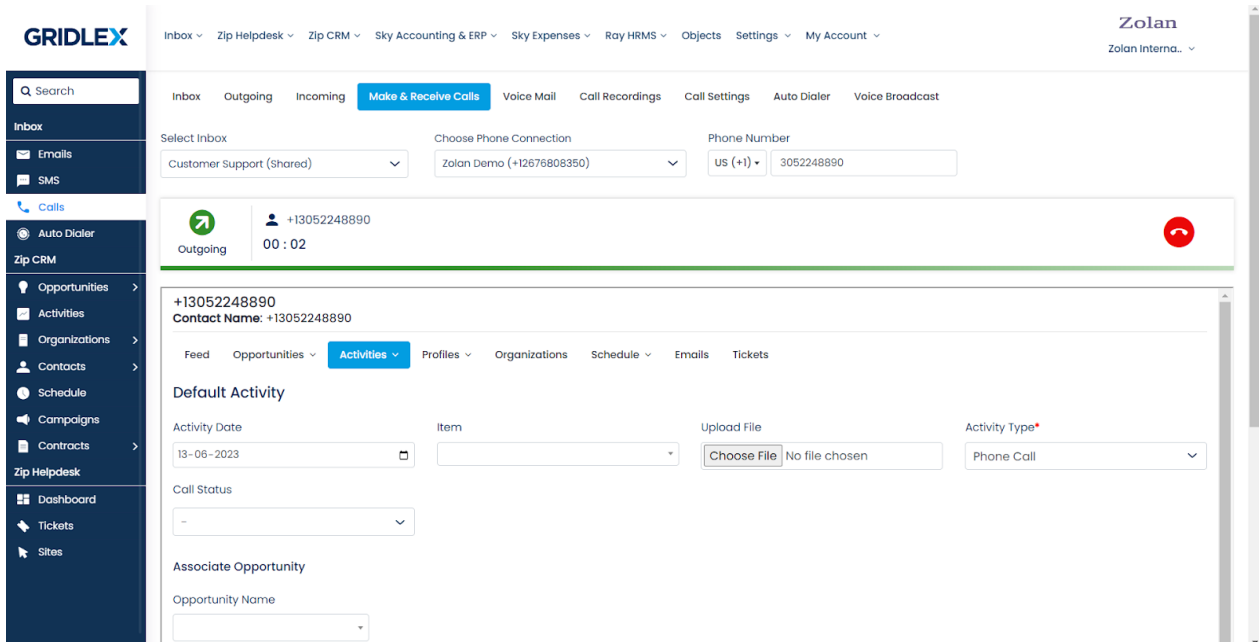 GRIDLEX
Inbox Zip Helpdesk Zip CRM Sky Accounting & ERP Sky Expenses Ray HRMS Objects Settings My Account
Zolan
Zolan Interna..
Search
Inbox
Emails
SMS
Calls
Auto Dialer
Zip CRM
Opportunities
Activities
Organizations
Contacts
Schedule
Campaigns
Contracts
Zip Helpdesk
Dashboard
Tickets
Sites
Inbox Outgoing Incoming Make & Receive Calls Voice Mail Call Recordings Call Settings Auto Dialer Voice Broadcast
Select Inbox Choose Phone Connection Phone Number
Customer Support (Shared) Zolan Demo (+12676808350) US (+1) 3052248890
+13052248890
Outgoing 00 : 02
+13052248890
Contact Name: +13052248890
Feed Opportunities Activities Profiles Organizations Schedule Emails Tickets
Default Activity
Activity Date Item Upload File Activity Type*
13-06-2023 Choose File No file chosen Phone Call
Call Status
-
Associate Opportunity
Opportunity Name